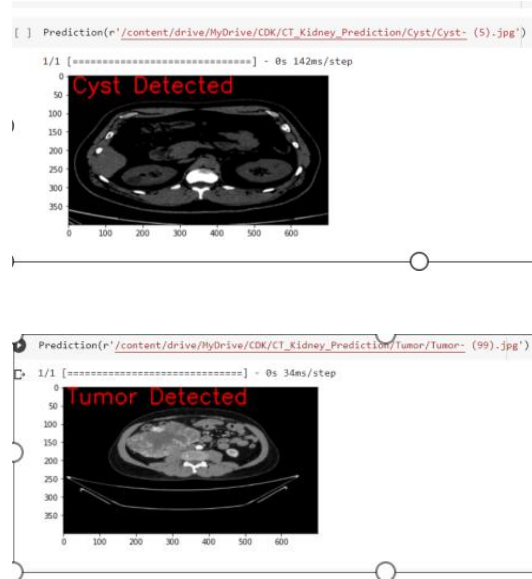 [ ] Prediction(r'/content/drive/MyDrive/CDK/CT_Kidney_Prediction/Cyst/Cyst- (5).jpg')
1/1 [==============================] - 0s 142ms/step
Cyst Detected
0
50
100
150
200
250
300
350
0 100 200 300 400 500 600
Prediction(r'/content/drive/MyDrive/CDK/CT_Kidney_Prediction/Tumor/Tumor- (99).jpg')
1/1 [==============================] - 0s 34ms/step
Tumor Detected
0
50
100
150
200
250
300
350
0 100 200 300 400 500 600